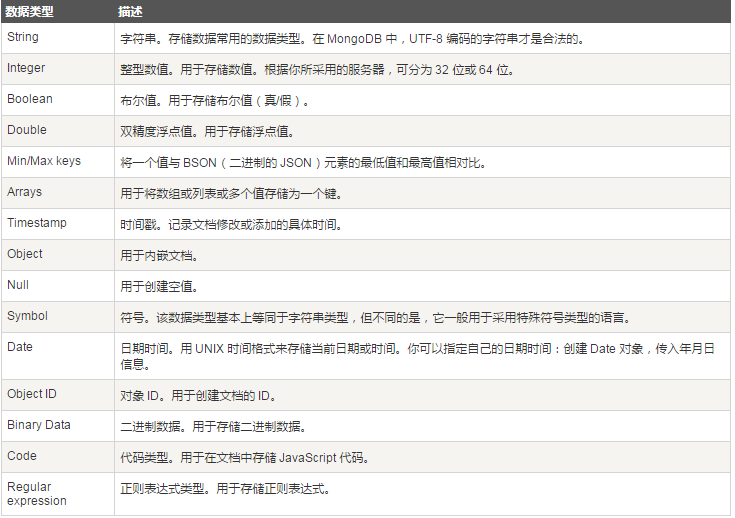 数据类型 描述
String 字符串。存储数据常用的数据类型。在 MongoDB 中，UTF-8 编码的字符串才是合法的。
Integer 整型数值。用于存储数值。根据你所采用的服务器，可分为 32 位或 64 位。
Boolean 布尔值。用于存储布尔值（真/假）。
Double 双精度浮点值。用于存储浮点值。
Min/Max keys 将一个值与 BSON（二进制的 JSON）元素的最低值和最高值相对比。
Arrays 用于将数组或列表或多个值存储为一个键。
Timestamp 时间戳。记录文档修改或添加的具体时间。
Object 用于内嵌文档。
Null 用于创建空值。
Symbol 符号。该数据类型基本上等同于字符串类型，但不同的是，它一般用于采用特殊符号类型的语言。
Date 日期时间。用 UNIX 时间格式来存储当前日期或时间。你可以指定自己的日期时间：创建 Date 对象，传入年月日
信息。
Object ID 对象 ID。用于创建文档的 ID。
Binary Data 二进制数据。用于存储二进制数据。
Code 代码类型。用于在文档中存储 JavaScript 代码。
Regular 正则表达式类型。用于存储正则表达式。
expression